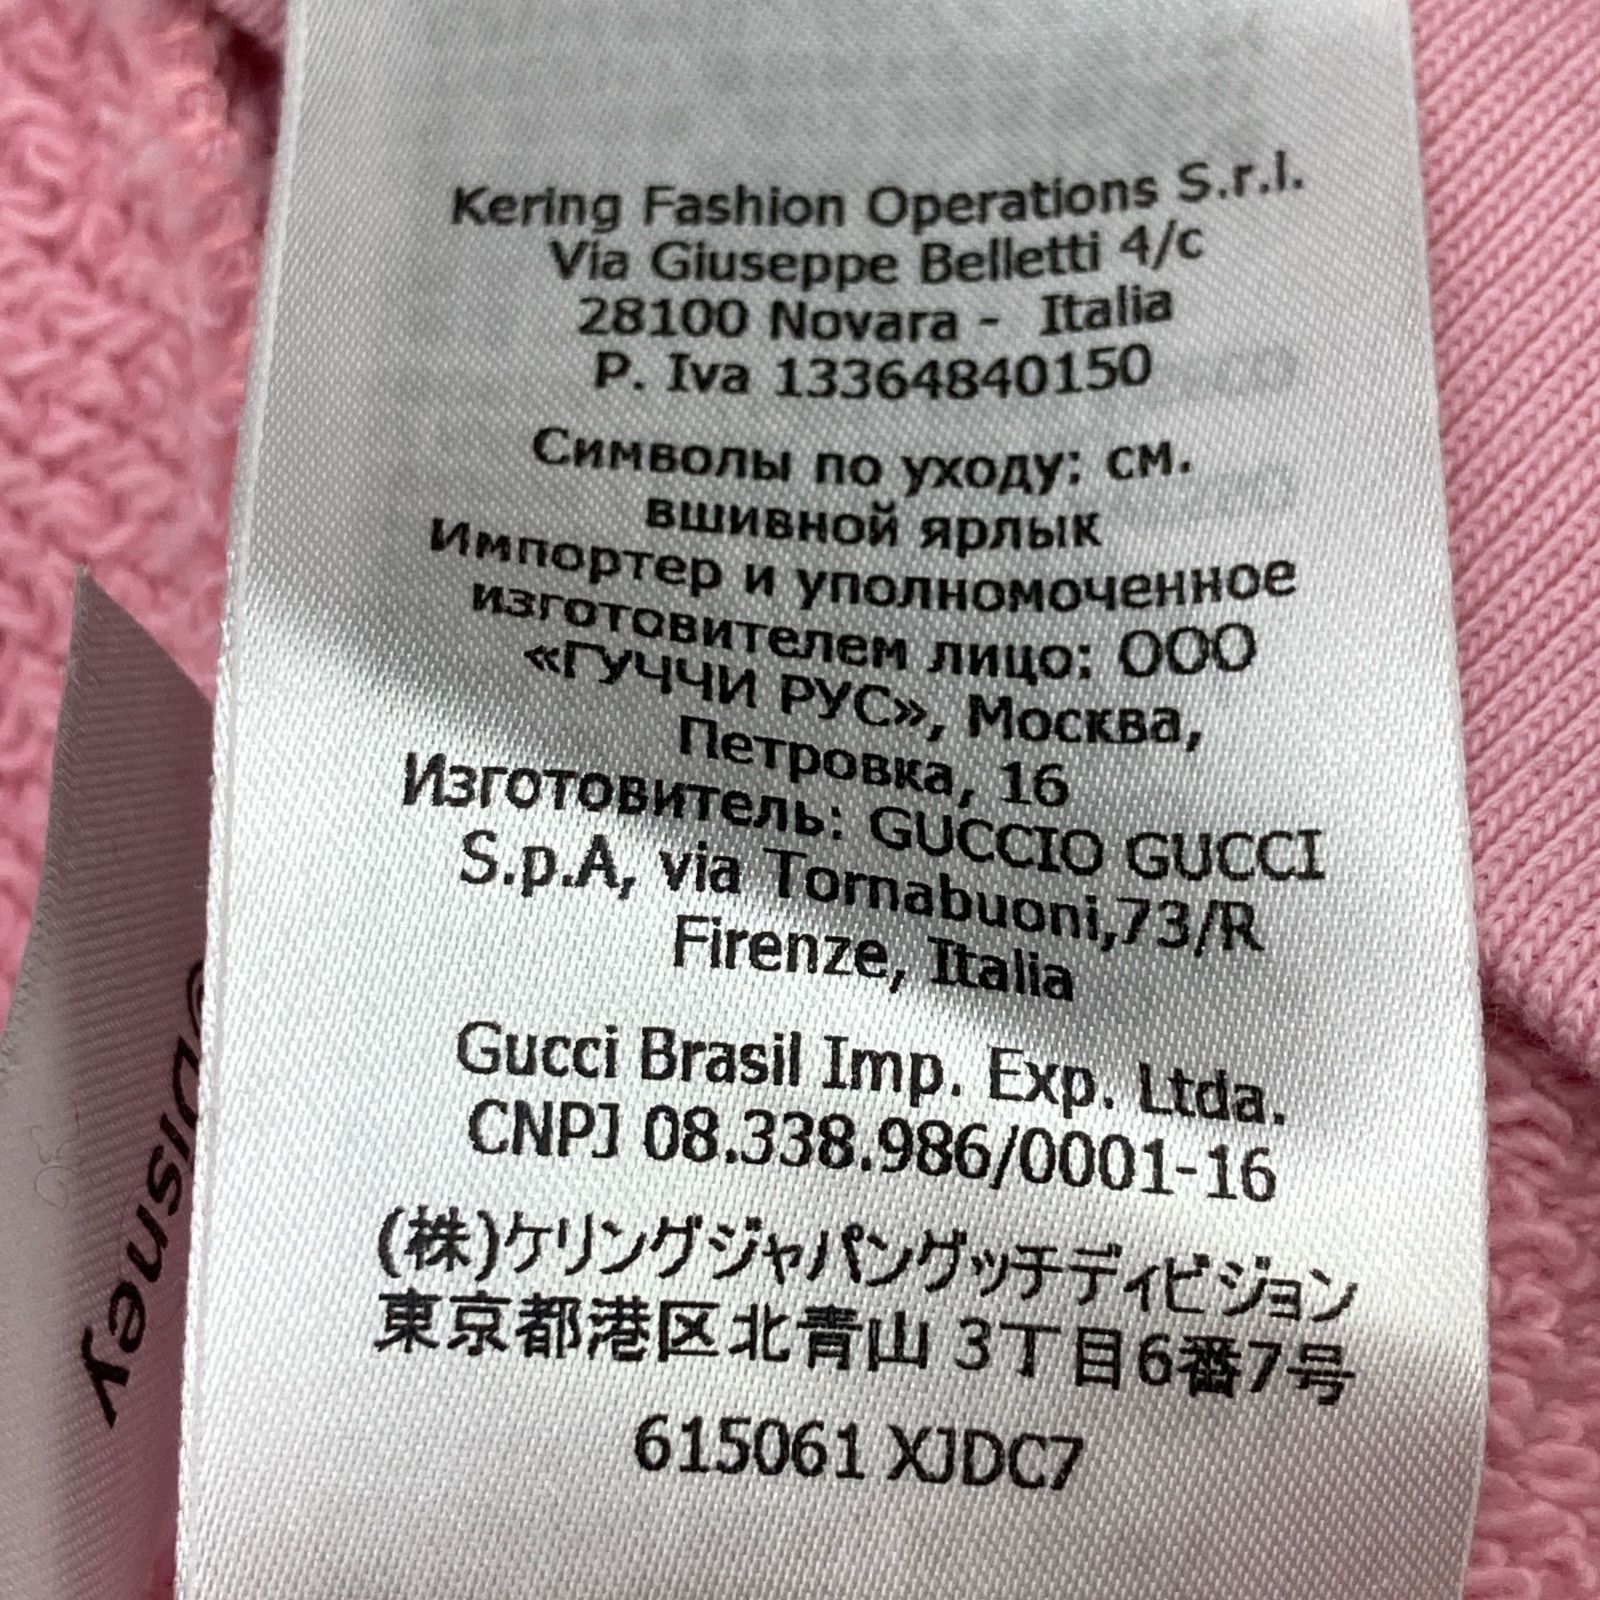 Kering Fashion Operations S.r.l.
Via Giuseppe Belletti 4/c
28100 Novara - Italia
P. Iva 13364840150
Символы по уходу: см.
вшивной ярлык
Импортер и уполномоченное
изготовителем лицо: ООО
«ГУЧЧИ РУС», Москва,
Петровка, 16
Изготовитель: GUCCIO GUCCI
S.p.A, via Tornabuoni,73/R
Firenze, Italia
Gucci Brasil Imp. Exp. Ltda.
CNPJ 08.338.986/0001-16
(株)ケリングジャパングッチディビジョン
東京都港区北青山 3丁目6番7号
615061 XJDC7
©Disney